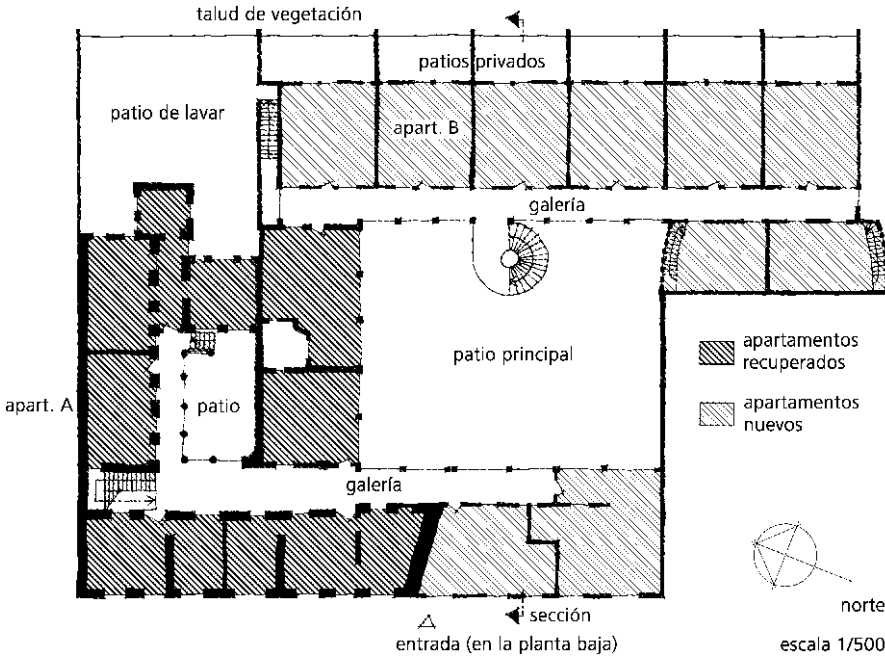 talud de vegetación
patios privados
patio de lavar
apart. B
galería
patio principal
apartamentos
recuperados
apart. A
patio
apartamentos
nuevos
galería
norte
sección
entrada (en la planta baja)
escala 1/500